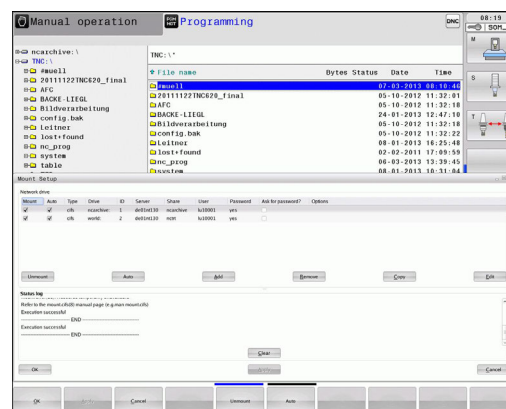 Manual operation
PGM MGT
Programming
DNC
08:19
SOM_
ncarchive:\
TNC:\
TNC:\*
#muell
20111122TNC620_final
AFC
BACKE-LIEGL
Bildverarbeitung
config.bak
Leitner
lost+found
nc_prog
system
table
File name Bytes Status Date Time
#muell 07-03-2013 08:10:46
20111122TNC620_final 05-10-2012 11:32:01
AFC 05-10-2012 11:32:18
BACKE-LIEGL 24-01-2013 12:47:10
Bildverarbeitung 05-10-2012 11:32:18
config.bak 05-10-2012 11:32:22
Leitner 08-01-2013 16:25:48
lost+found 02-02-2011 17:09:59
nc_prog 06-03-2013 13:39:45
system 08-01-2013 10:31:04
M
S
T
Mount Setup
Network drive
Mount Auto Type Drive ID Server Share User Password Ask for password? Options
cifs ncarchive: 1 de01nt130 ncarchive lu10001 yes
cifs world: 2 de01nt130 ncnt lu10001 yes
Unmount Auto Add Remove Copy Edit
Status log
Refer to the mount.cifs(8) manual page (e.g.man mount.cifs)
Execution successful
END
Execution successful
END
Clear
OK Apply Cancel
OK Cancel Unmount Auto